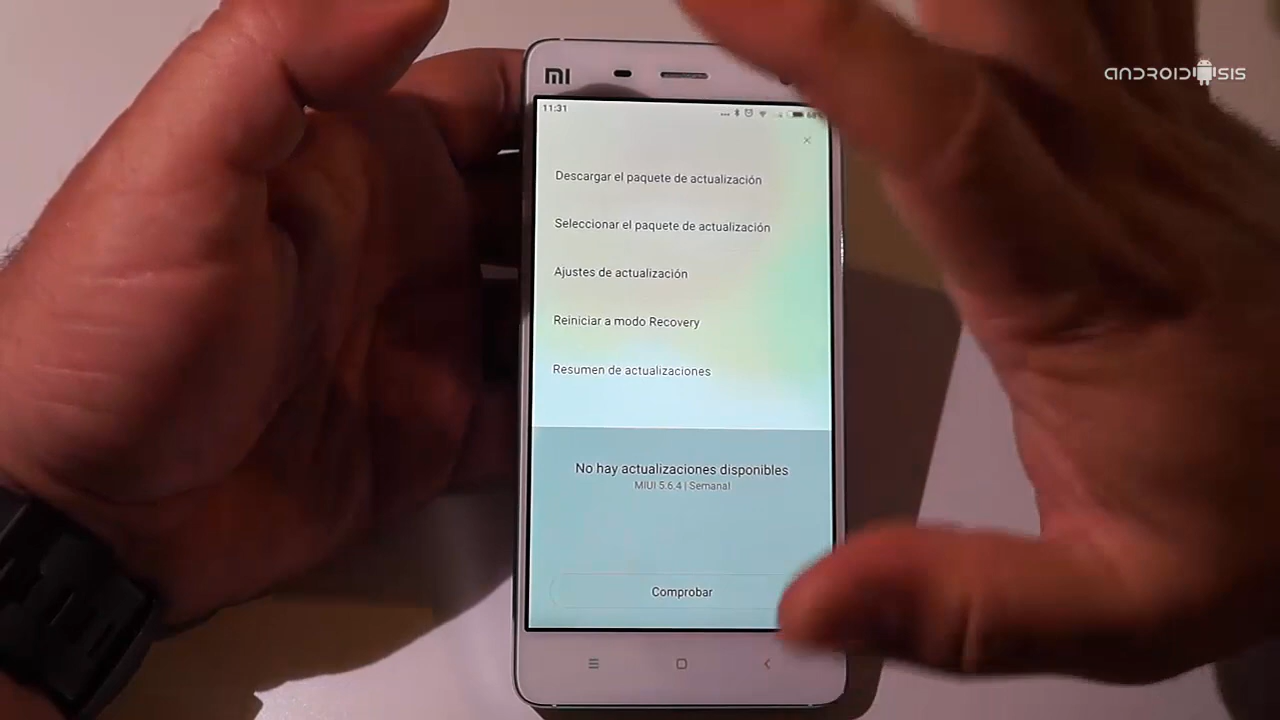 mi
ANDROIDSIS
11:31
68%
Descargar el paquete de actualización
Seleccionar el paquete de actualización
Ajustes de actualización
Reiniciar a modo Recovery
Resumen de actualizaciones
No hay actualizaciones disponibles
MIUI 5.6.4 | Semanal
Comprobar